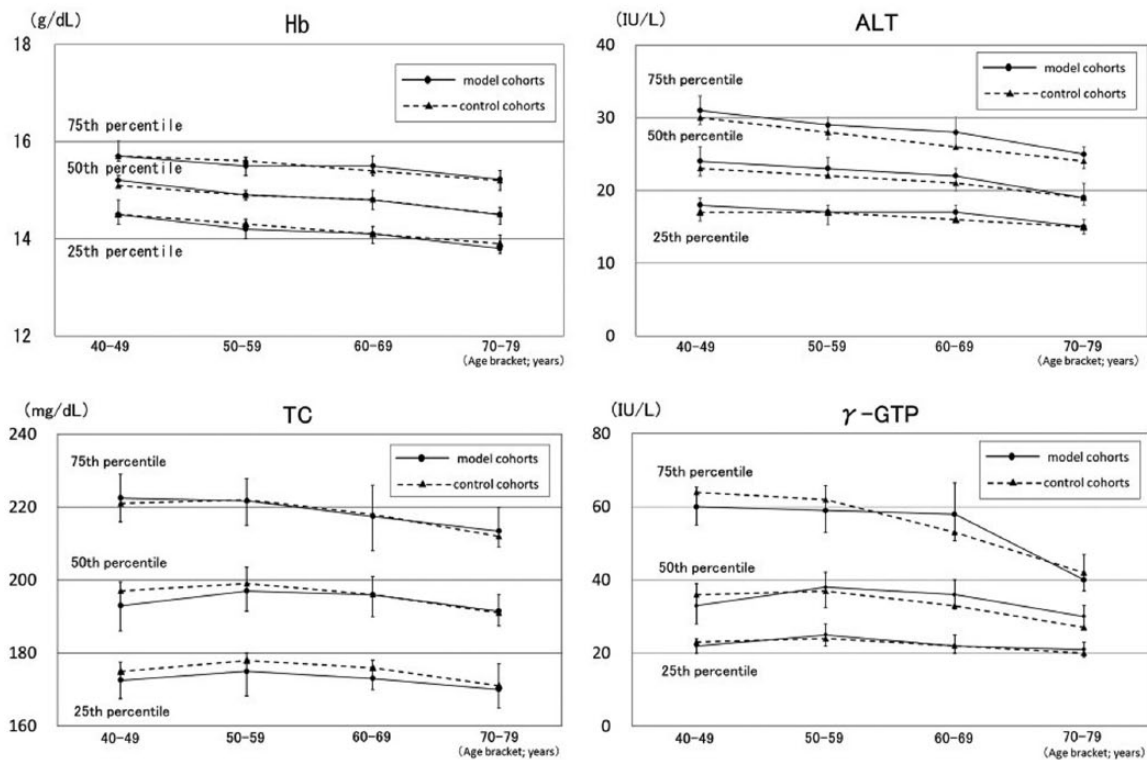 (g/dL)
Hb
18
16
14
12
model cohorts
control cohorts
75th percentile
50th percentile
25th percentile
40-49
50-59
60-69
70-79
(Age bracket; years)
(IU/L)
ALT
40
30
20
10
0
model cohorts
control cohorts
75th percentile
50th percentile
25th percentile
40-49
50-59
60-69
70-79
(Age bracket; years)
(mg/dL)
TC
240
220
200
180
160
model cohorts
control cohorts
75th percentile
50th percentile
25th percentile
40-49
50-59
60-69
70-79
(Age bracket; years)
(IU/L)
γ-GTP
80
60
40
20
0
model cohorts
control cohorts
75th percentile
50th percentile
25th percentile
40-49
50-59
60-69
70-79
(Age bracket; years)